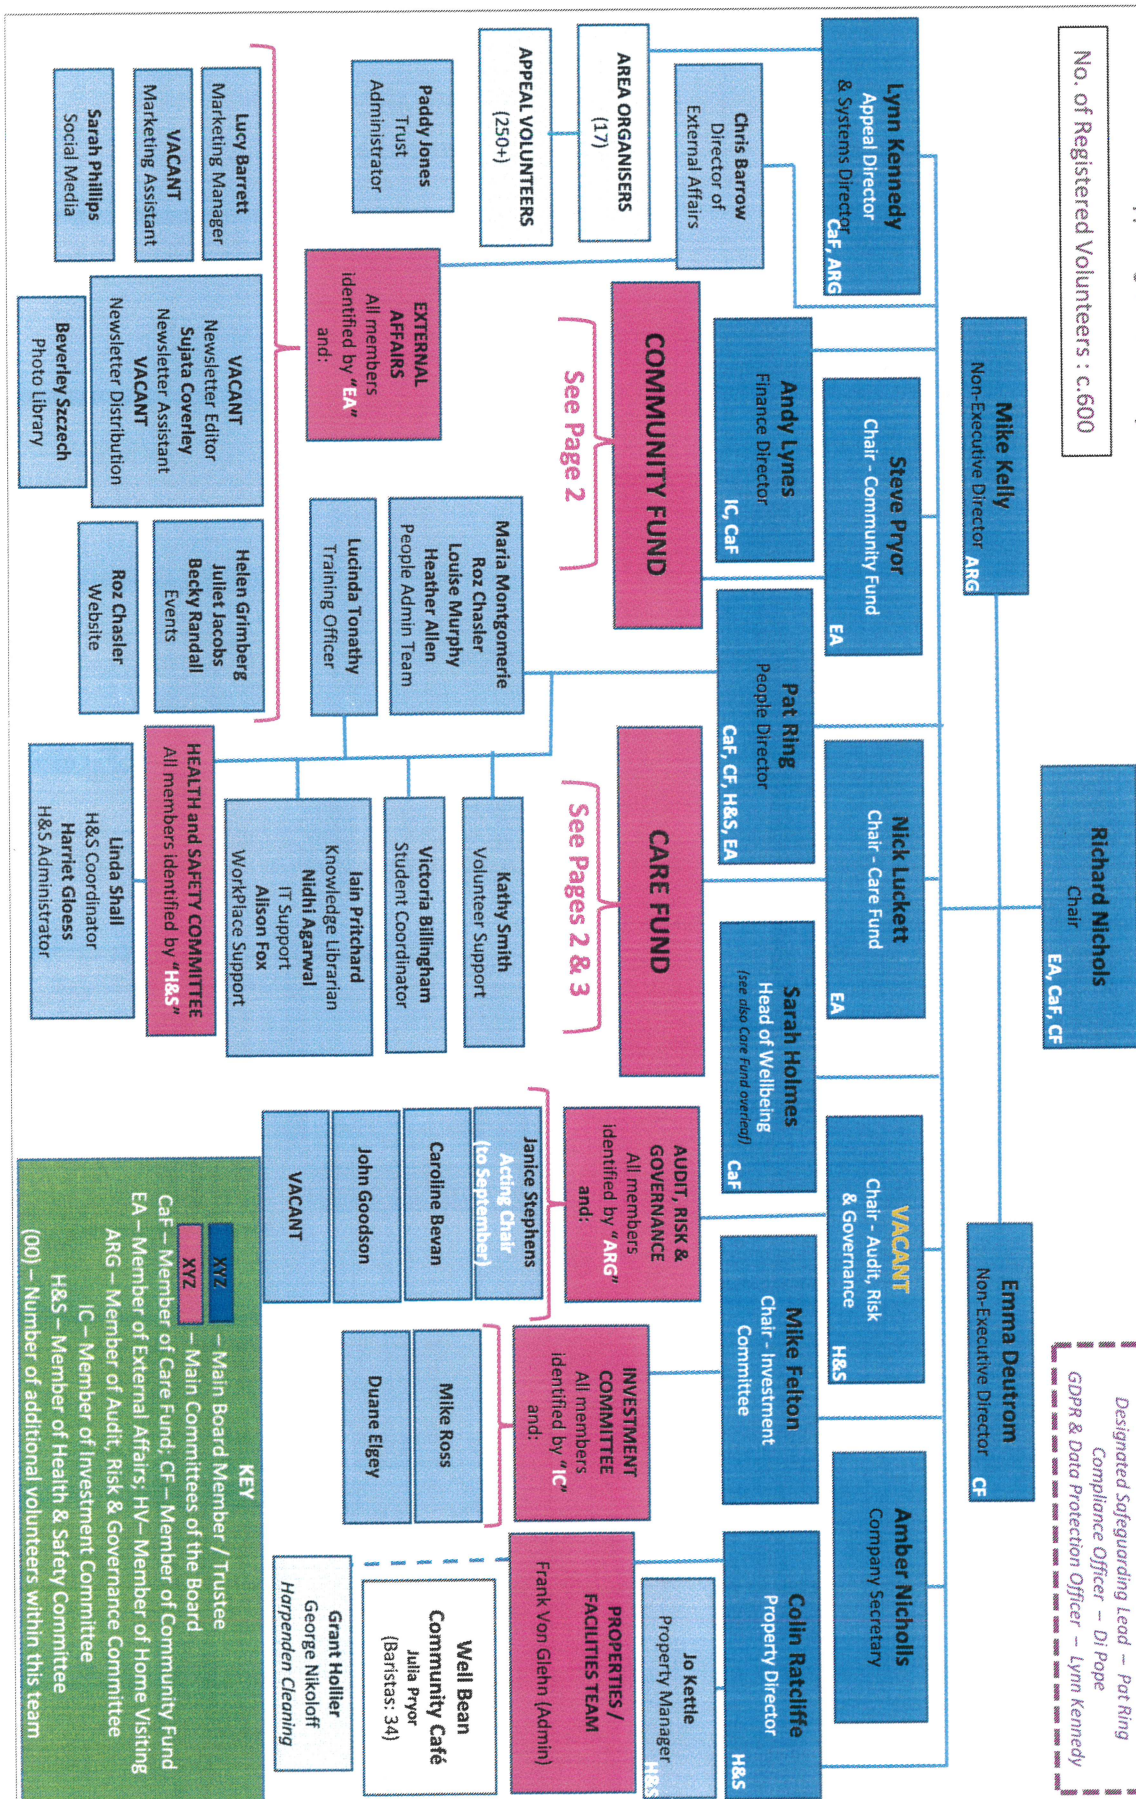 No. of Registered Volunteers : c.600
Designated Safeguarding Lead – Pat Ring
Compliance Officer – Di Pope
GDPR & Data Protection Officer – Lynn Kennedy
Richard Nichols
Chair
EA, CaF, CF
Mike Kelly
Non-Executive Director
ARG
Emma Deutrom
Non-Executive Director
CF
Lynn Kennedy
Appeal Director
& Systems Director
CaF, ARG
Steve Pryor
Chair - Community Fund
EA
Nick Luckett
Chair - Care Fund
EA
VACANT
Chair - Audit, Risk
& Governance
H&S
Amber Nicholls
Company Secretary
Andy Lynes
Finance Director
IC, CaF
Pat Ring
People Director
CaF, CF, H&S, EA
Sarah Holmes
Head of Wellbeing
(see also Care Fund overleaf)
CaF
Mike Felton
Chair - Investment
Committee
Colin Ratcliffe
Property Director
H&S
Chris Barrow
Director of
External Affairs
Jo Kettle
Property Manager
H&S
AREA ORGANISERS
(17)
APPEAL VOLUNTEERS
(250+)
Paddy Jones
Trust
Administrator
COMMUNITY FUND
See Page 2
CARE FUND
See Pages 2 & 3
AUDIT, RISK &
GOVERNANCE
All members
identified by "ARG"
and:
Janice Stephens
Acting Chair
(to September)
Caroline Bevan
John Goodson
VACANT
INVESTMENT
COMMITTEE
All members
identified by "IC"
and:
Mike Ross
Duane Elgey
PROPERTIES /
FACILITIES TEAM
Frank Von Glehn (Admin)
Well Bean
Community Café
Julia Pryor
(Baristas: 34)
Grant Hollier
George Nikoloff
Harpenden Cleaning
EXTERNAL
AFFAIRS
All members
identified by "EA"
and:
Lucy Barrett
Marketing Manager
VACANT
Marketing Assistant
Sarah Phillips
Social Media
VACANT
Newsletter Editor
Sujata Coverley
Newsletter Assistant
VACANT
Newsletter Distribution
Beverley Szczech
Photo Library
Helen Grimberg
Juliet Jacobs
Becky Randall
Events
Roz Chasler
Website
Maria Montgomerie
Roz Chasler
Louise Murphy
Heather Allen
People Admin Team
Lucinda Tonathy
Training Officer
Kathy Smith
Volunteer Support
Victoria Billingham
Student Coordinator
Iain Pritchard
Knowledge Librarian
Nidhi Agarwal
IT Support
Alison Fox
WorkPlace Support
HEALTH and SAFETY COMMITTEE
All members identified by "H&S"
Linda Shall
H&S Coordinator
Harriet Gloess
H&S Administrator
KEY
XYZ – Main Board Member / Trustee
XYZ – Main Committees of the Board
CaF – Member of Care Fund; CF – Member of Community Fund
EA – Member of External Affairs; HV– Member of Home Visiting
ARG – Member of Audit, Risk & Governance Committee
IC – Member of Investment Committee
H&S – Member of Health & Safety Committee
(00) – Number of additional volunteers within this team